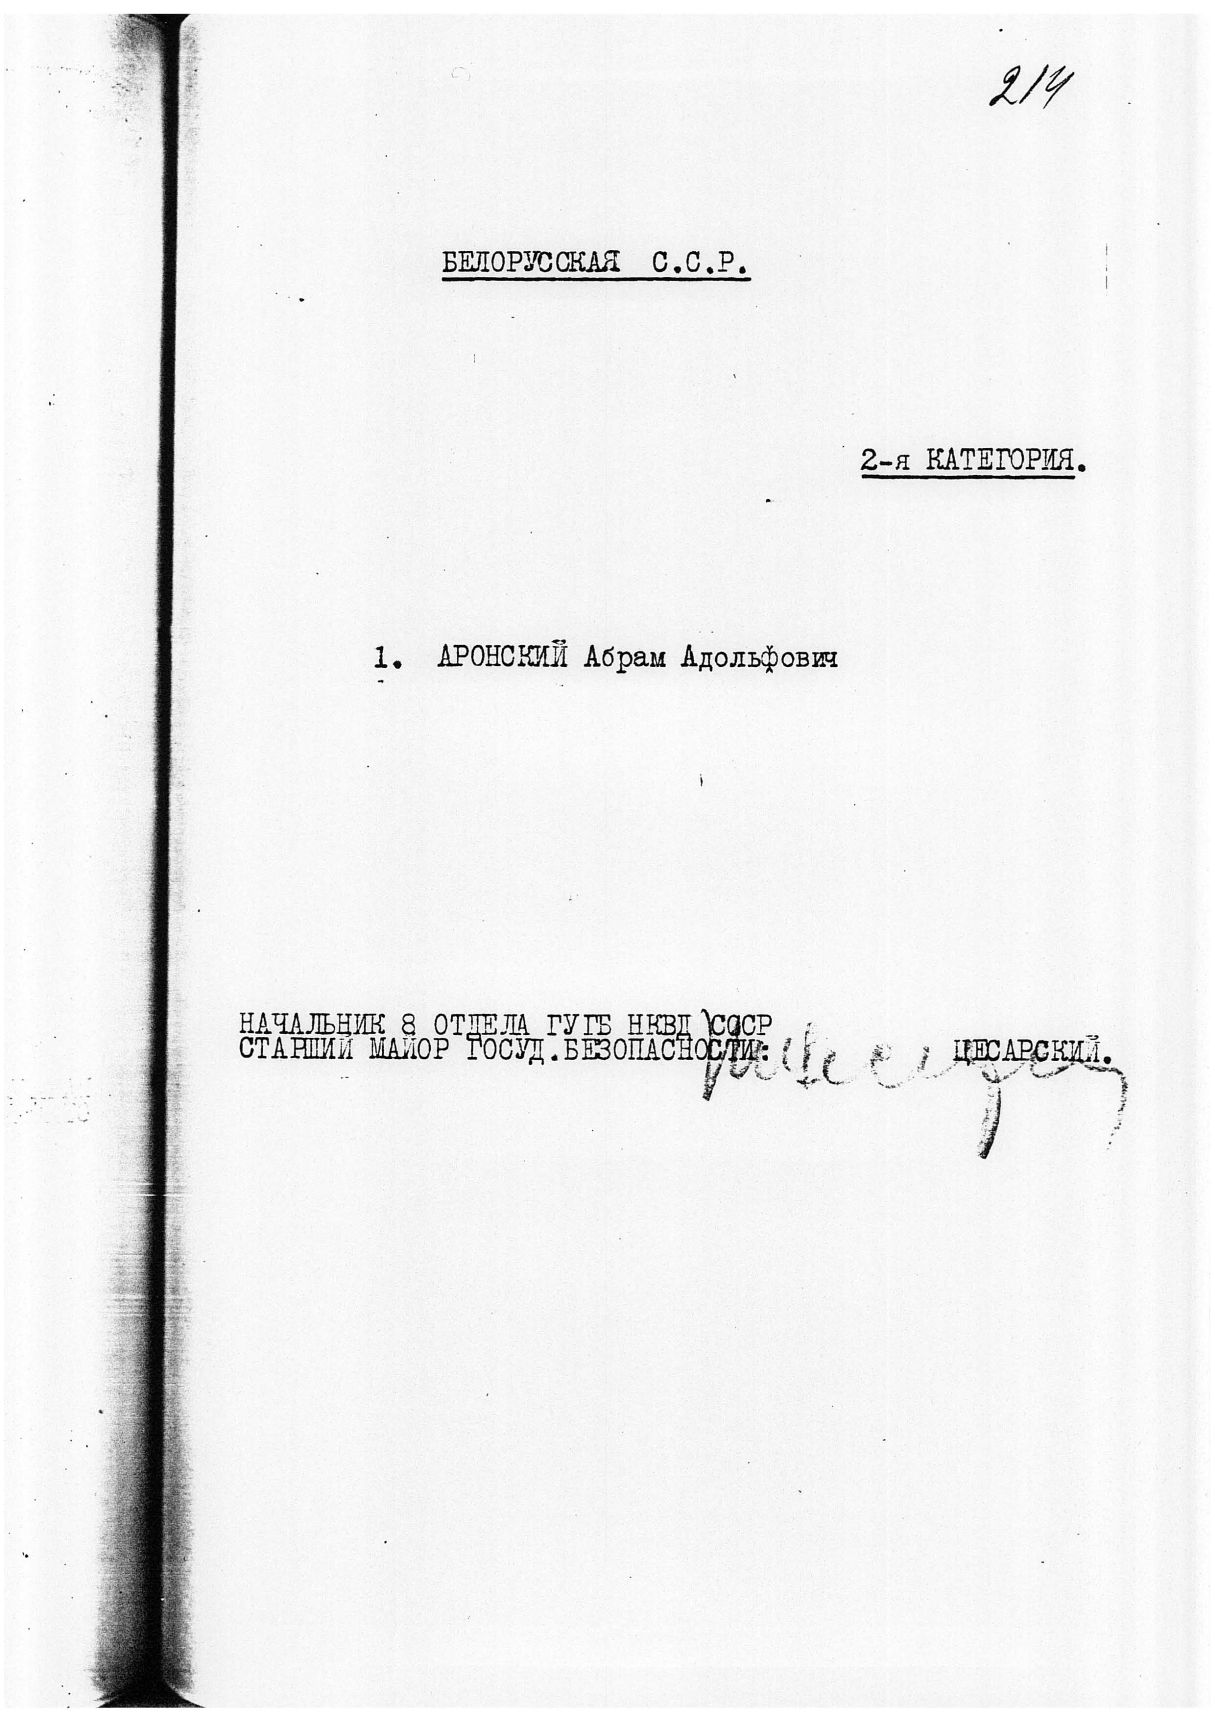 214
БЕЛОРУССКАЯ С.С.Р.
2-я КАТЕГОРИЯ.
1. АРОНСКИЙ Абрам Адольфович
НАЧАЛЬНИК 8 ОТДЕЛА ГУГБ НКВД СССР
СТАРШИЙ МАЙОР ГОСУД.БЕЗОПАСНОСТИ: ЦЕСАРСКИЙ.